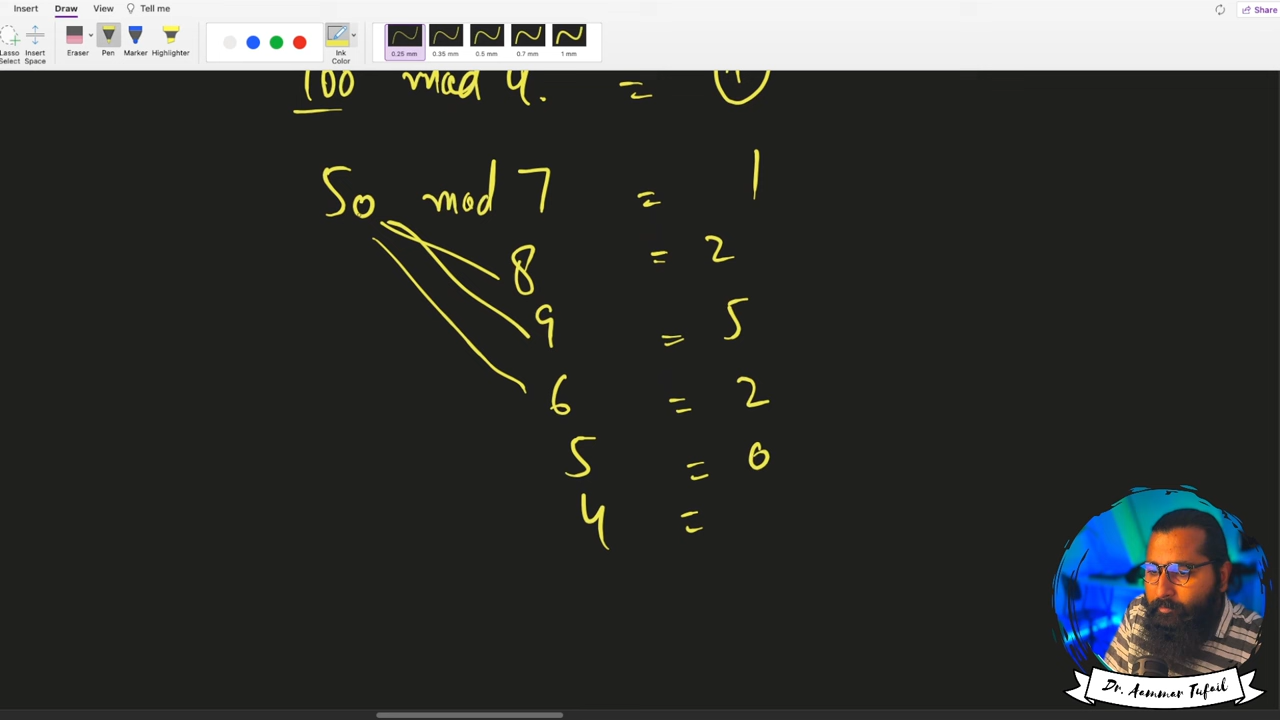 Insert Draw View Tell me
Share
Lasso Select
Insert Space
Eraser
Pen
Marker
Highlighter
Ink Color
0.25 mm
0.35 mm
0.5 mm
0.7 mm
1 mm
100 mod 4. =
50 mod 7 = 1
8 = 2
9 = 5
6 = 2
5 = 0
4 =
Dr. Aammar Tufail